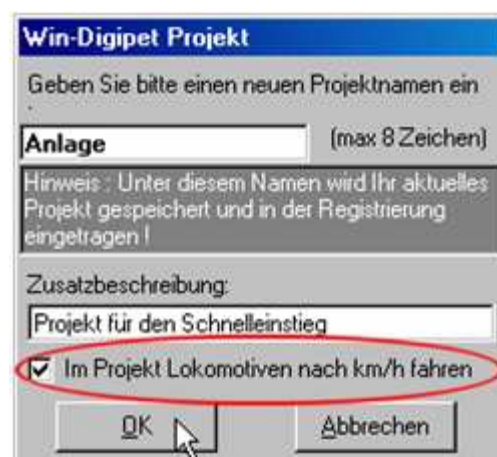 Win-Digipet Projekt
Geben Sie bitte einen neuen Projektnamen ein
:
Anlage (max 8 Zeichen)
Hinweis : Unter diesem Namen wird Ihr aktuelles
Projekt gespeichert und in der Registrierung
eingetragen !
Zusatzbeschreibung:
Projekt für den Schnelleinstieg
Im Projekt Lokomotiven nach km/h fahren
OK Abbrechen